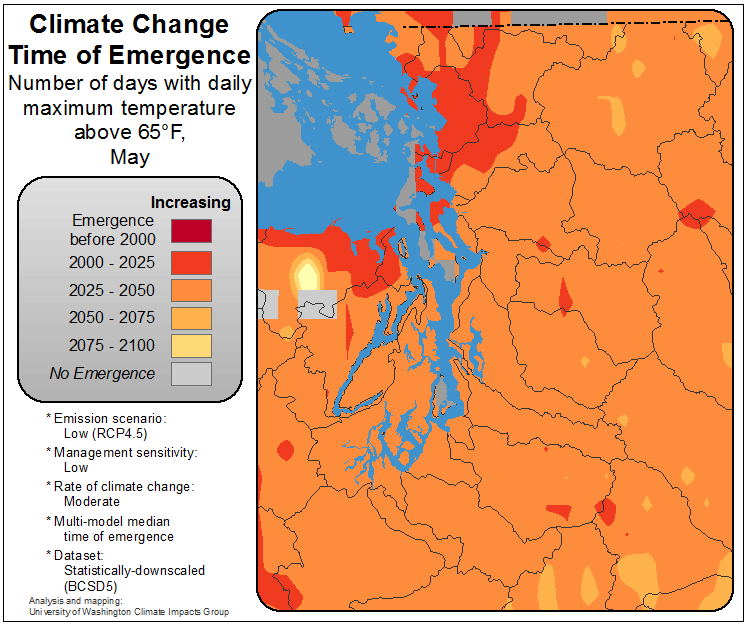 Climate Change
Time of Emergence
Number of days with daily
maximum temperature
above 65°F,
May
Increasing
Emergence
before 2000
2000 - 2025
2025 - 2050
2050 - 2075
2075 - 2100
No Emergence
* Emission scenario:
Low (RCP4.5)
* Management sensitivity:
Low
* Rate of climate change:
Moderate
* Multi-model median
time of emergence
* Dataset:
Statistically-downscaled
(BCSD5)
Analysis and mapping:
University of Washington Climate Impacts Group